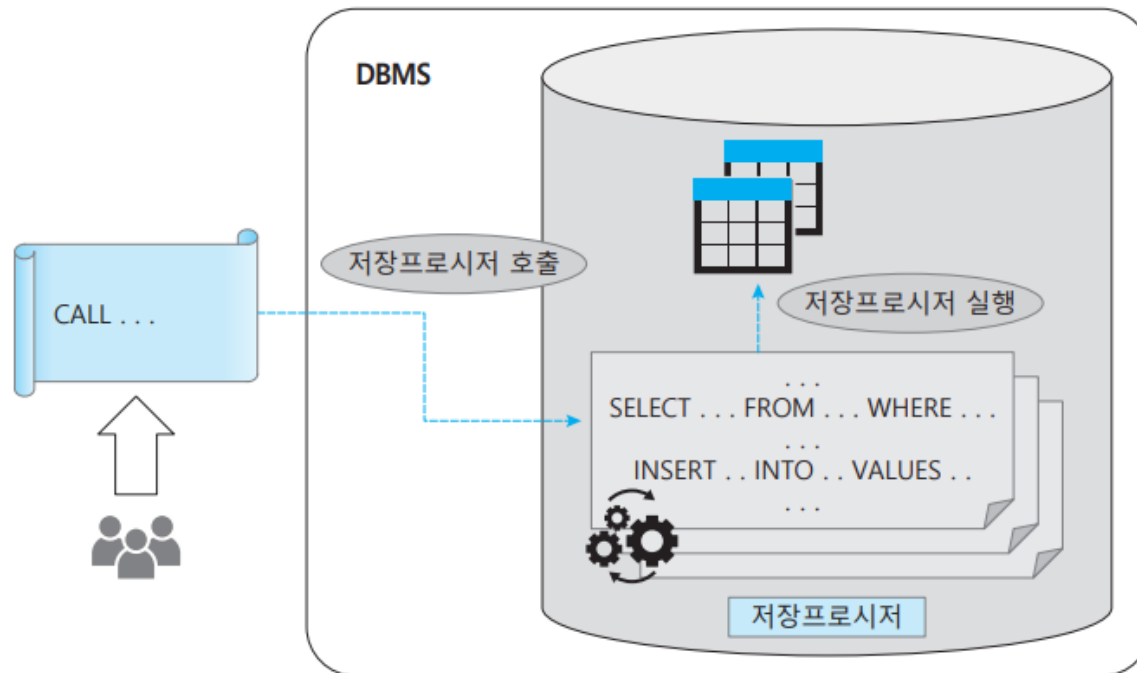 DBMS
저장프로시저 호출
CALL . . .
저장프로시저 실행
. . .
SELECT . . . FROM . . . WHERE . . .
. . .
INSERT . . INTO . . VALUES . .
. . .
저장프로시저